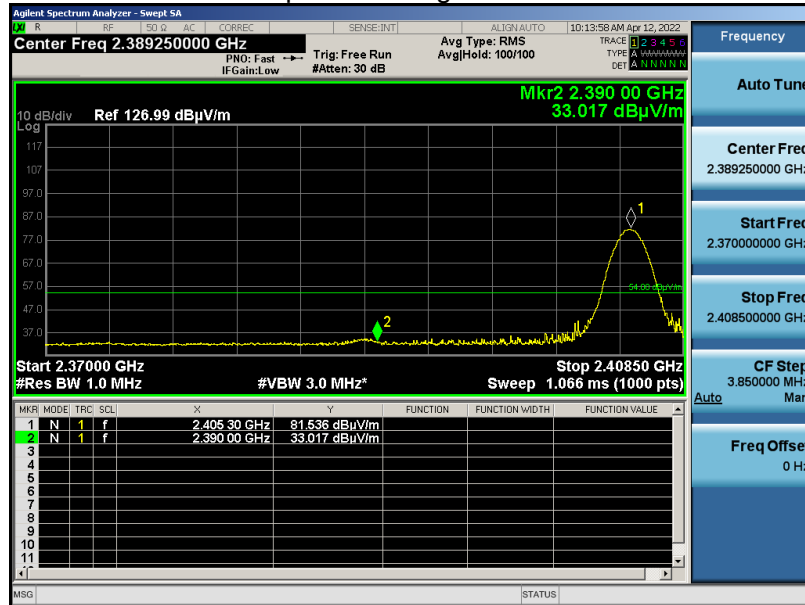 Agilent Spectrum Analyzer - Swept SA
LXI R RF 50 Ω AC CORREC SENSE:INT ALIGN AUTO 10:13:58 AM Apr 12, 2022
Center Freq 2.389250000 GHz
PNO: Fast
IFGain:Low
Trig: Free Run
#Atten: 30 dB
Avg Type: RMS
Avg|Hold: 100/100
TRACE 1 2 3 4 5 6
TYPE A WWWWW
DET A N N N N N
Mkr2 2.390 00 GHz
33.017 dBµV/m
10 dB/div Ref 126.99 dBµV/m
Log
117
107
97.0
87.0
77.0
67.0
57.0
47.0
37.0
1
54.00 dBµV/m
2
Start 2.37000 GHz Stop 2.40850 GHz
#Res BW 1.0 MHz #VBW 3.0 MHz* Sweep 1.066 ms (1000 pts)
MKR MODE TRC SCL X Y FUNCTION FUNCTION WIDTH FUNCTION VALUE
1 N 1 f 2.405 30 GHz 81.536 dBµV/m
2 N 1 f 2.390 00 GHz 33.017 dBµV/m
3
4
5
6
7
8
9
10
11
MSG STATUS
Frequency
Auto Tune
Center Freq
2.389250000 GHz
Start Freq
2.370000000 GHz
Stop Freq
2.408500000 GHz
CF Step
3.850000 MHz
Auto Man
Freq Offset
0 Hz